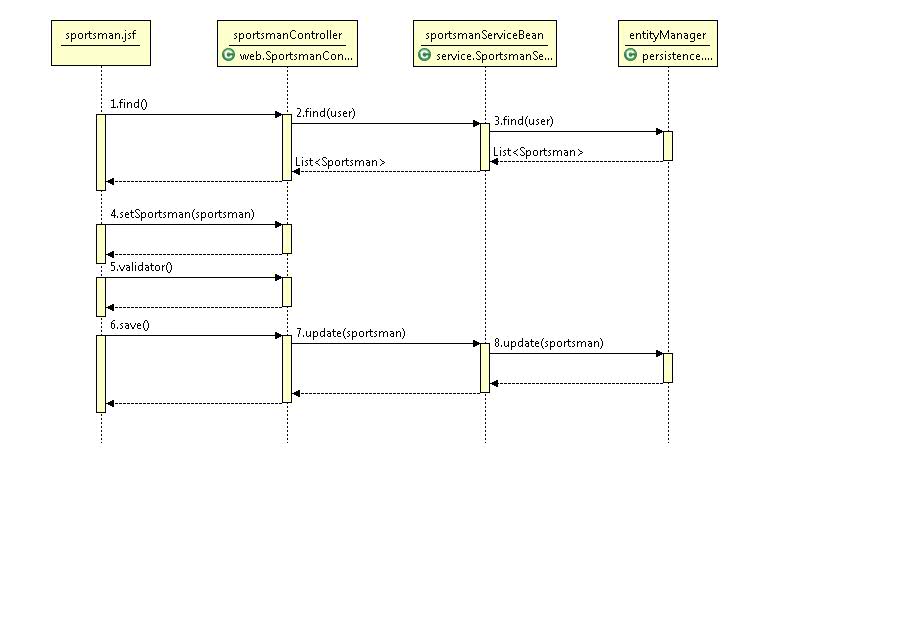 sportsman.jsf
sportsmanController
web.SportsmanCon...
sportsmanServiceBean
service.SportsmanSe...
entityManager
persistence....
1.find()
2.find(user)
3.find(user)
List<Sportsman>
List<Sportsman>
4.setSportsman(sportsman)
5.validator()
6.save()
7.update(sportsman)
8.update(sportsman)